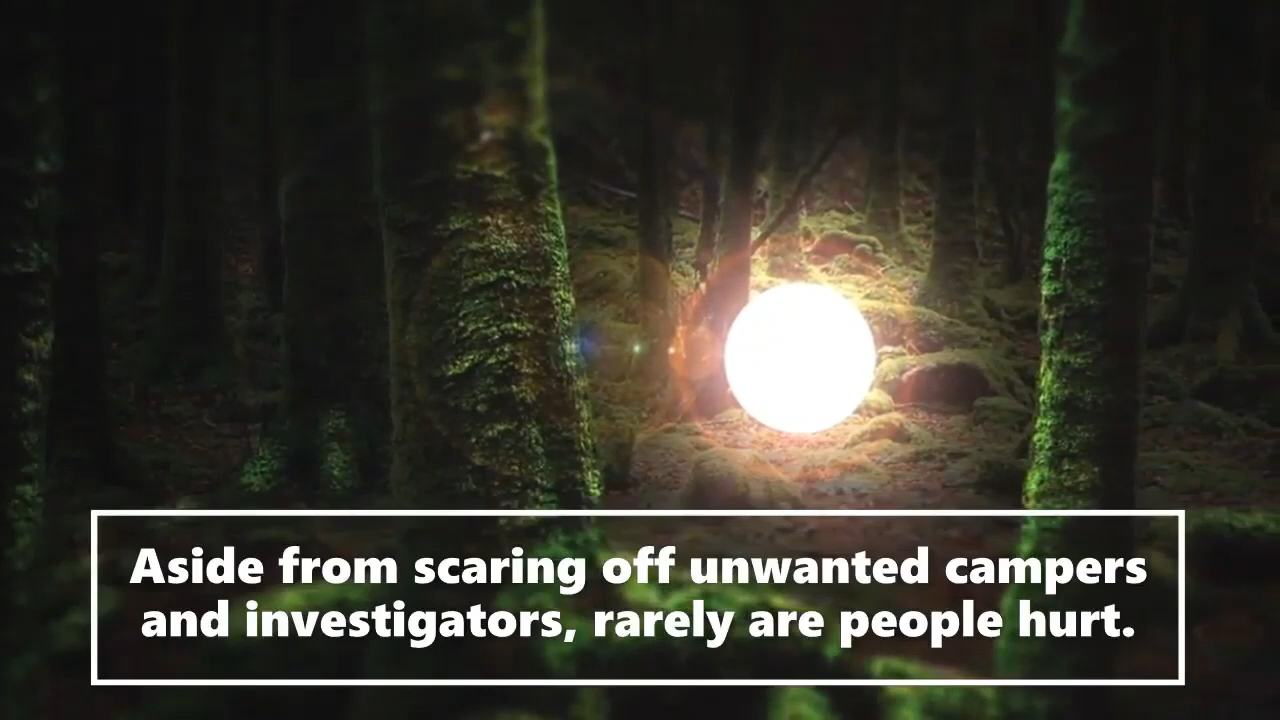 Aside from scaring off unwanted campers
and investigators, rarely are people hurt.